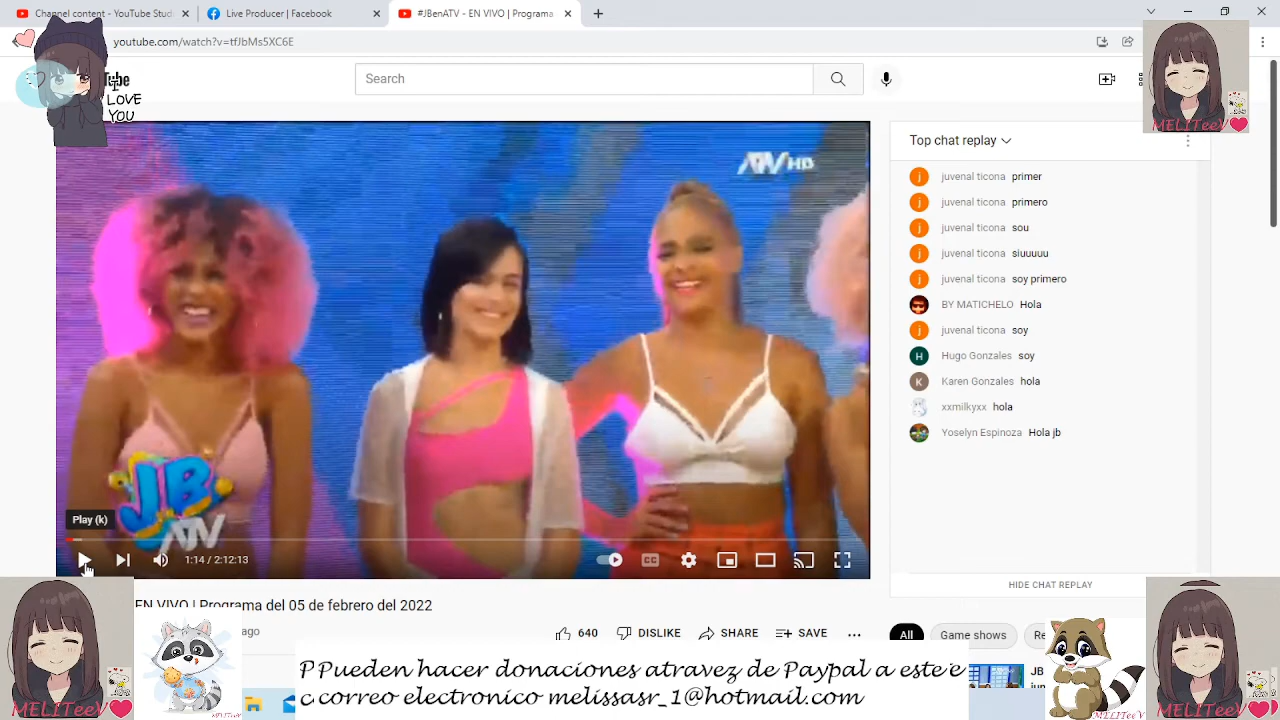 Channel content - YouTube Studi
Live Producer | Facebook
#JBenATV - EN VIVO | Programa
youtube.com/watch?v=tfJbMs5XC6E
Search
I
LOVE
YOU
MELITeeV
ATV HD
Top chat replay
juvenal ticona primer
juvenal ticona primero
juvenal ticona sou
juvenal ticona siuuuuu
juvenal ticona soy primero
BY MATICHELO Hola
juvenal ticona soy
Hugo Gonzales soy
Karen Gonzales hola
xxmilkyxx hola
Yoselyn Espinoza Hola jb
JB
ATV
Play (k)
1:14 / 2:12:13
HIDE CHAT REPLAY
EN VIVO | Programa del 05 de febrero del 2022
ago
640
DISLIKE
SHARE
SAVE
All
Game shows
Re
P Pueden hacer donaciones atravez de Paypal a este e
c correo electronico melissasr_1@hotmail.com
JB
MELITeeV
MELITeeV